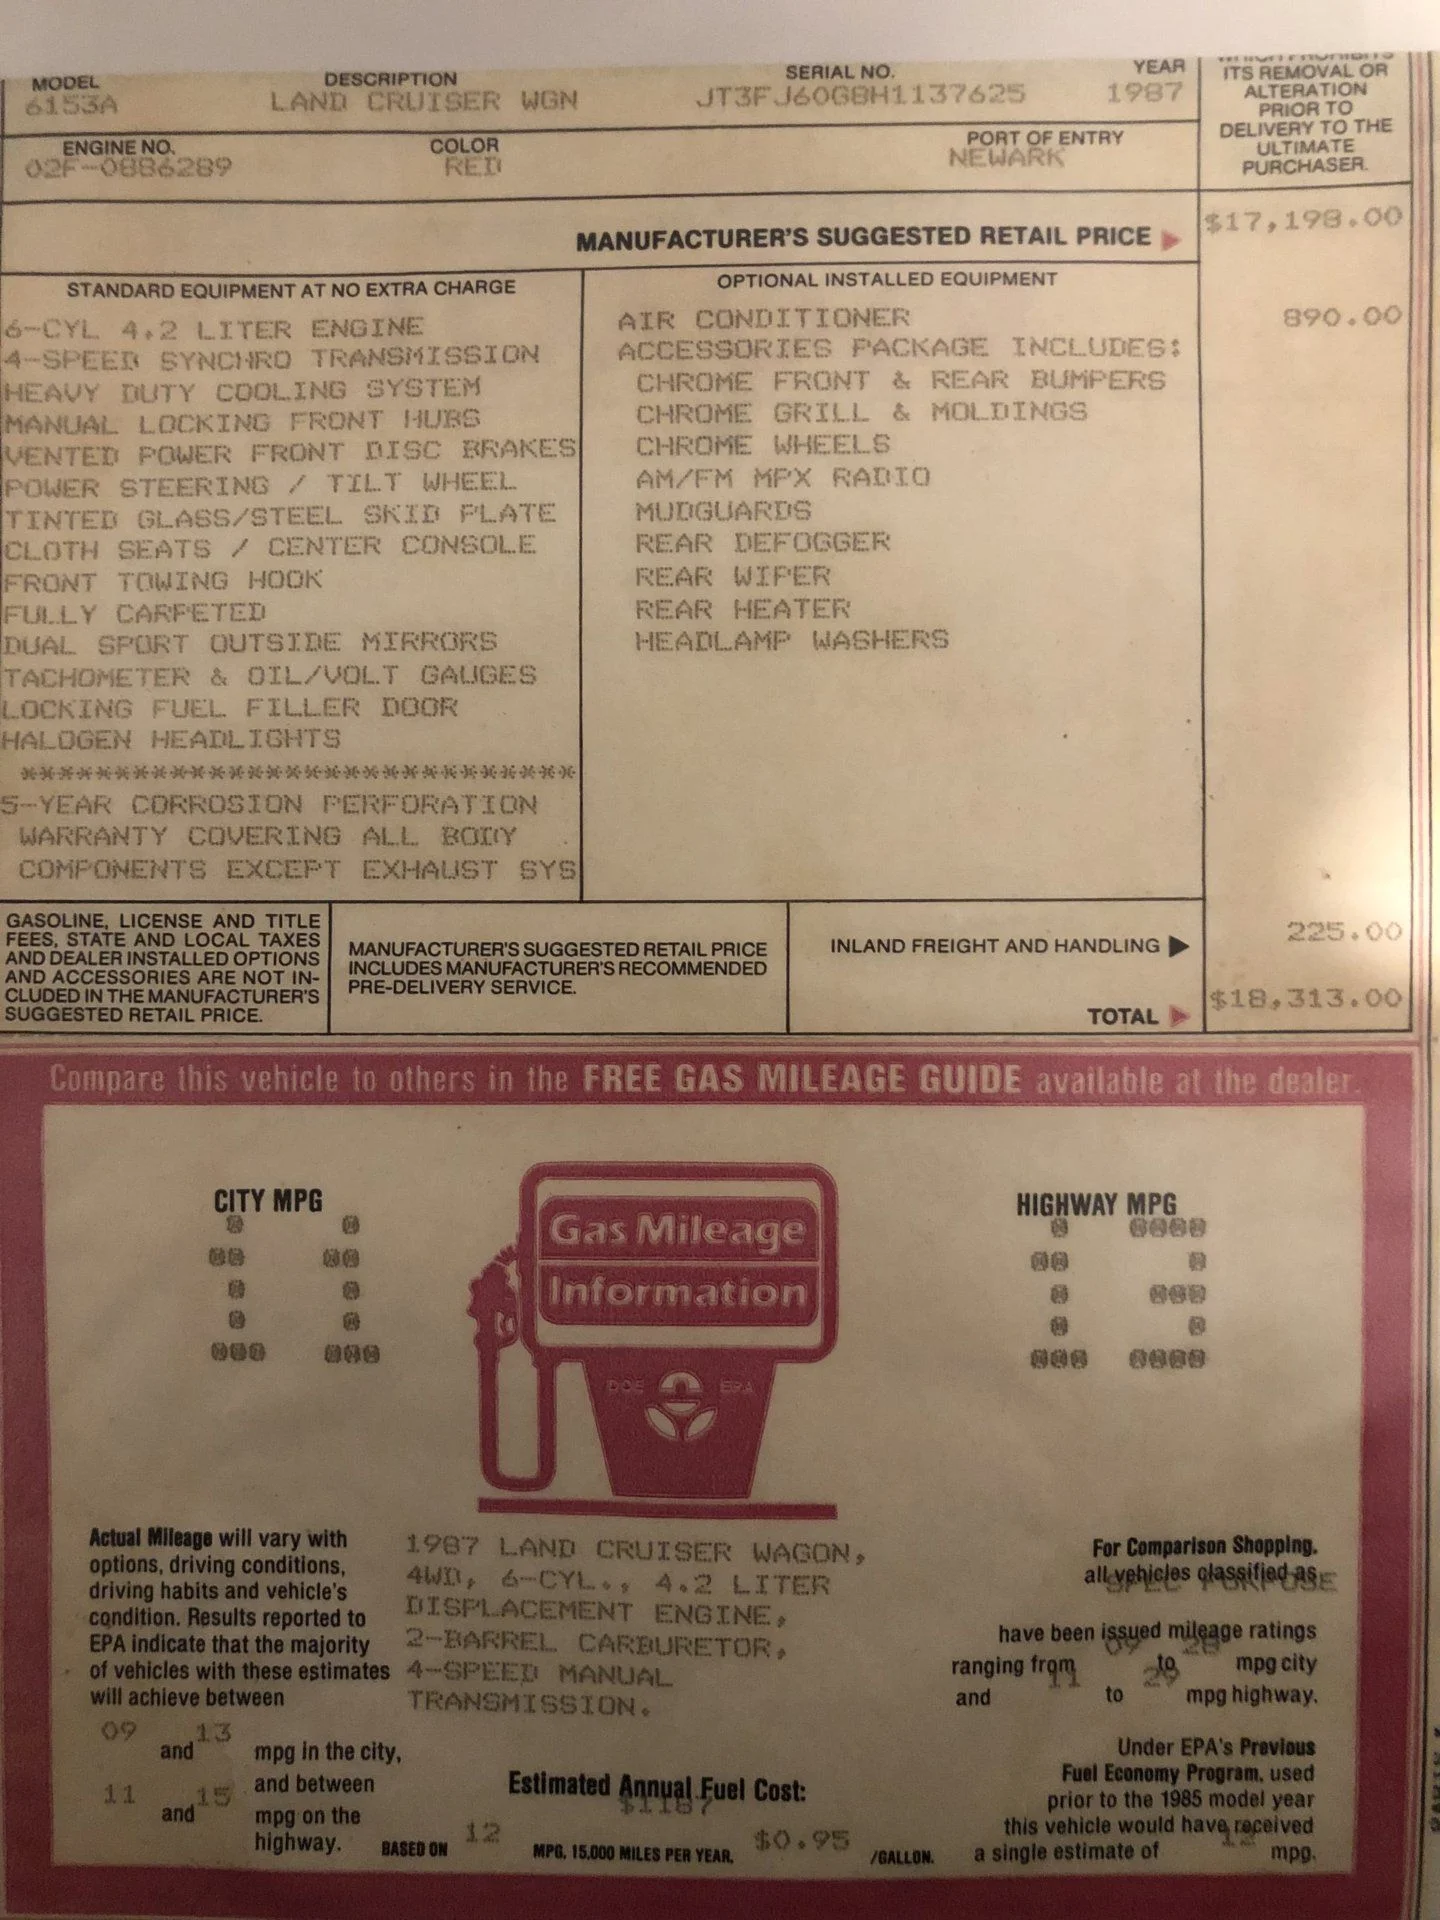 MODEL DESCRIPTION SERIAL NO. YEAR
6153A LAND CRUISER WGN JT3FJ60G8H1137625 1987
ENGINE NO. COLOR PORT OF ENTRY
02F-0886289 RED NEWARK
ITS REMOVAL OR
ALTERATION
PRIOR TO
DELIVERY TO THE
ULTIMATE
PURCHASER.
MANUFACTURER'S SUGGESTED RETAIL PRICE ▶ $17,198.00
STANDARD EQUIPMENT AT NO EXTRA CHARGE
6-CYL 4.2 LITER ENGINE
4-SPEED SYNCHRO TRANSMISSION
HEAVY DUTY COOLING SYSTEM
MANUAL LOCKING FRONT HUBS
VENTED POWER FRONT DISC BRAKES
POWER STEERING / TILT WHEEL
TINTED GLASS/STEEL SKID PLATE
CLOTH SEATS / CENTER CONSOLE
FRONT TOWING HOOK
FULLY CARPETED
DUAL SPORT OUTSIDE MIRRORS
TACHOMETER & OIL/VOLT GAUGES
LOCKING FUEL FILLER DOOR
HALOGEN HEADLIGHTS
*****************************
5-YEAR CORROSION PERFORATION
WARRANTY COVERING ALL BODY
COMPONENTS EXCEPT EXHAUST SYS
OPTIONAL INSTALLED EQUIPMENT
AIR CONDITIONER 890.00
ACCESSORIES PACKAGE INCLUDES:
CHROME FRONT & REAR BUMPERS
CHROME GRILL & MOLDINGS
CHROME WHEELS
AM/FM MPX RADIO
MUDGUARDS
REAR DEFOGGER
REAR WIPER
REAR HEATER
HEADLAMP WASHERS
GASOLINE, LICENSE AND TITLE
FEES, STATE AND LOCAL TAXES
AND DEALER INSTALLED OPTIONS
AND ACCESSORIES ARE NOT IN-
CLUDED IN THE MANUFACTURER'S
SUGGESTED RETAIL PRICE.
MANUFACTURER'S SUGGESTED RETAIL PRICE
INCLUDES MANUFACTURER'S RECOMMENDED
PRE-DELIVERY SERVICE.
INLAND FREIGHT AND HANDLING ▶ 225.00
TOTAL ▶ $18,313.00
Compare this vehicle to others in the FREE GAS MILEAGE GUIDE available at the dealer.
CITY MPG
11
Gas Mileage
Information
DOE EPA
HIGHWAY MPG
13
Actual Mileage will vary with
options, driving conditions,
driving habits and vehicle's
condition. Results reported to
EPA indicate that the majority
of vehicles with these estimates
will achieve between
09 and 13 mpg in the city,
and between
11 and 15 mpg on the
highway.
1987 LAND CRUISER WAGON,
4WD, 6-CYL., 4.2 LITER
DISPLACEMENT ENGINE,
2-BARREL CARBURETOR,
4-SPEED MANUAL
TRANSMISSION.
Estimated Annual Fuel Cost:
$1187
BASED ON 12 MPG, 15,000 MILES PER YEAR, $0.95 /GALLON.
For Comparison Shopping,
all vehicles classified as
SPEC PURPOSE
have been issued mileage ratings
ranging from 09 to 28 mpg city
and 11 to 29 mpg highway.
Under EPA's Previous
Fuel Economy Program, used
prior to the 1985 model year
this vehicle would have received
a single estimate of 12 mpg.